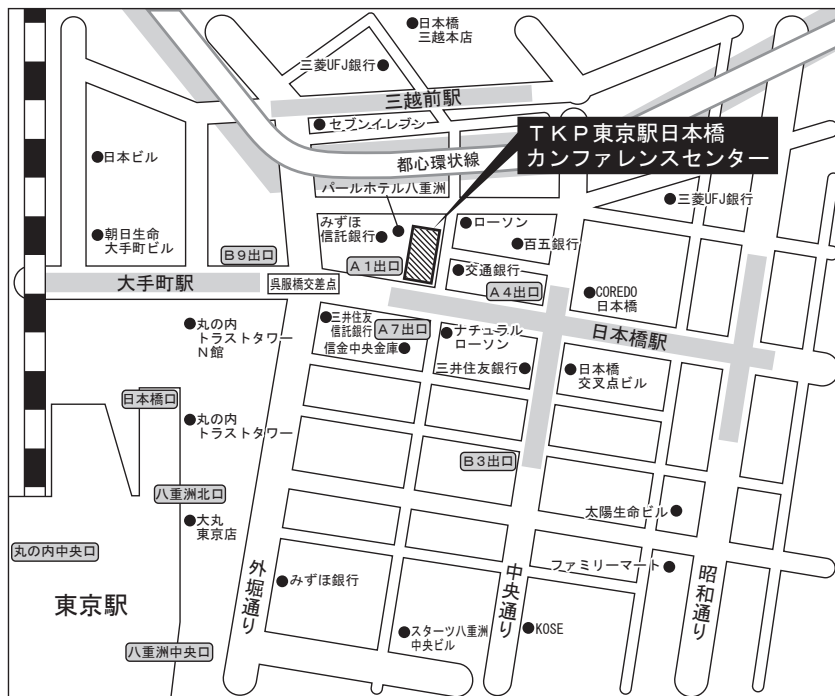 日本橋
三越本店
三菱UFJ銀行
三越前駅
セブンイレブン
TKP東京駅日本橋
カンファレンスセンター
都心環状線
日本ビル
パールホテル八重洲
三菱UFJ銀行
朝日生命
大手町ビル
みずほ
信託銀行
ローソン
百五銀行
B9出口
A1出口
交通銀行
大手町駅
呉服橋交差点
A4出口
COREDO
日本橋
丸の内
トラストタワー
N館
三井住友
信託銀行
A7出口
信金中央金庫
ナチュラル
ローソン
日本橋駅
三井住友銀行
日本橋
交叉点ビル
日本橋口
丸の内
トラストタワー
B3出口
八重洲北口
大丸
東京店
太陽生命ビル
丸の内中央口
ファミリーマート
東京駅
外堀通り
みずほ銀行
中央通り
昭和通り
スターツ八重洲
中央ビル
KOSE
八重洲中央口